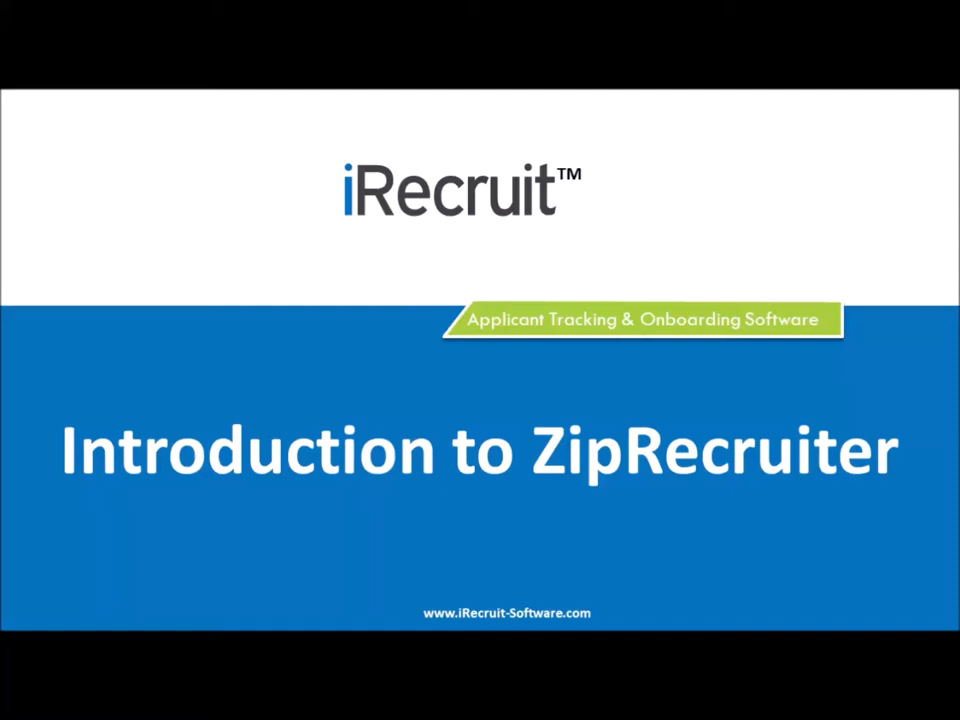 iRecruit™
Applicant Tracking & Onboarding Software
Introduction to ZipRecruiter
www.iRecruit-Software.com